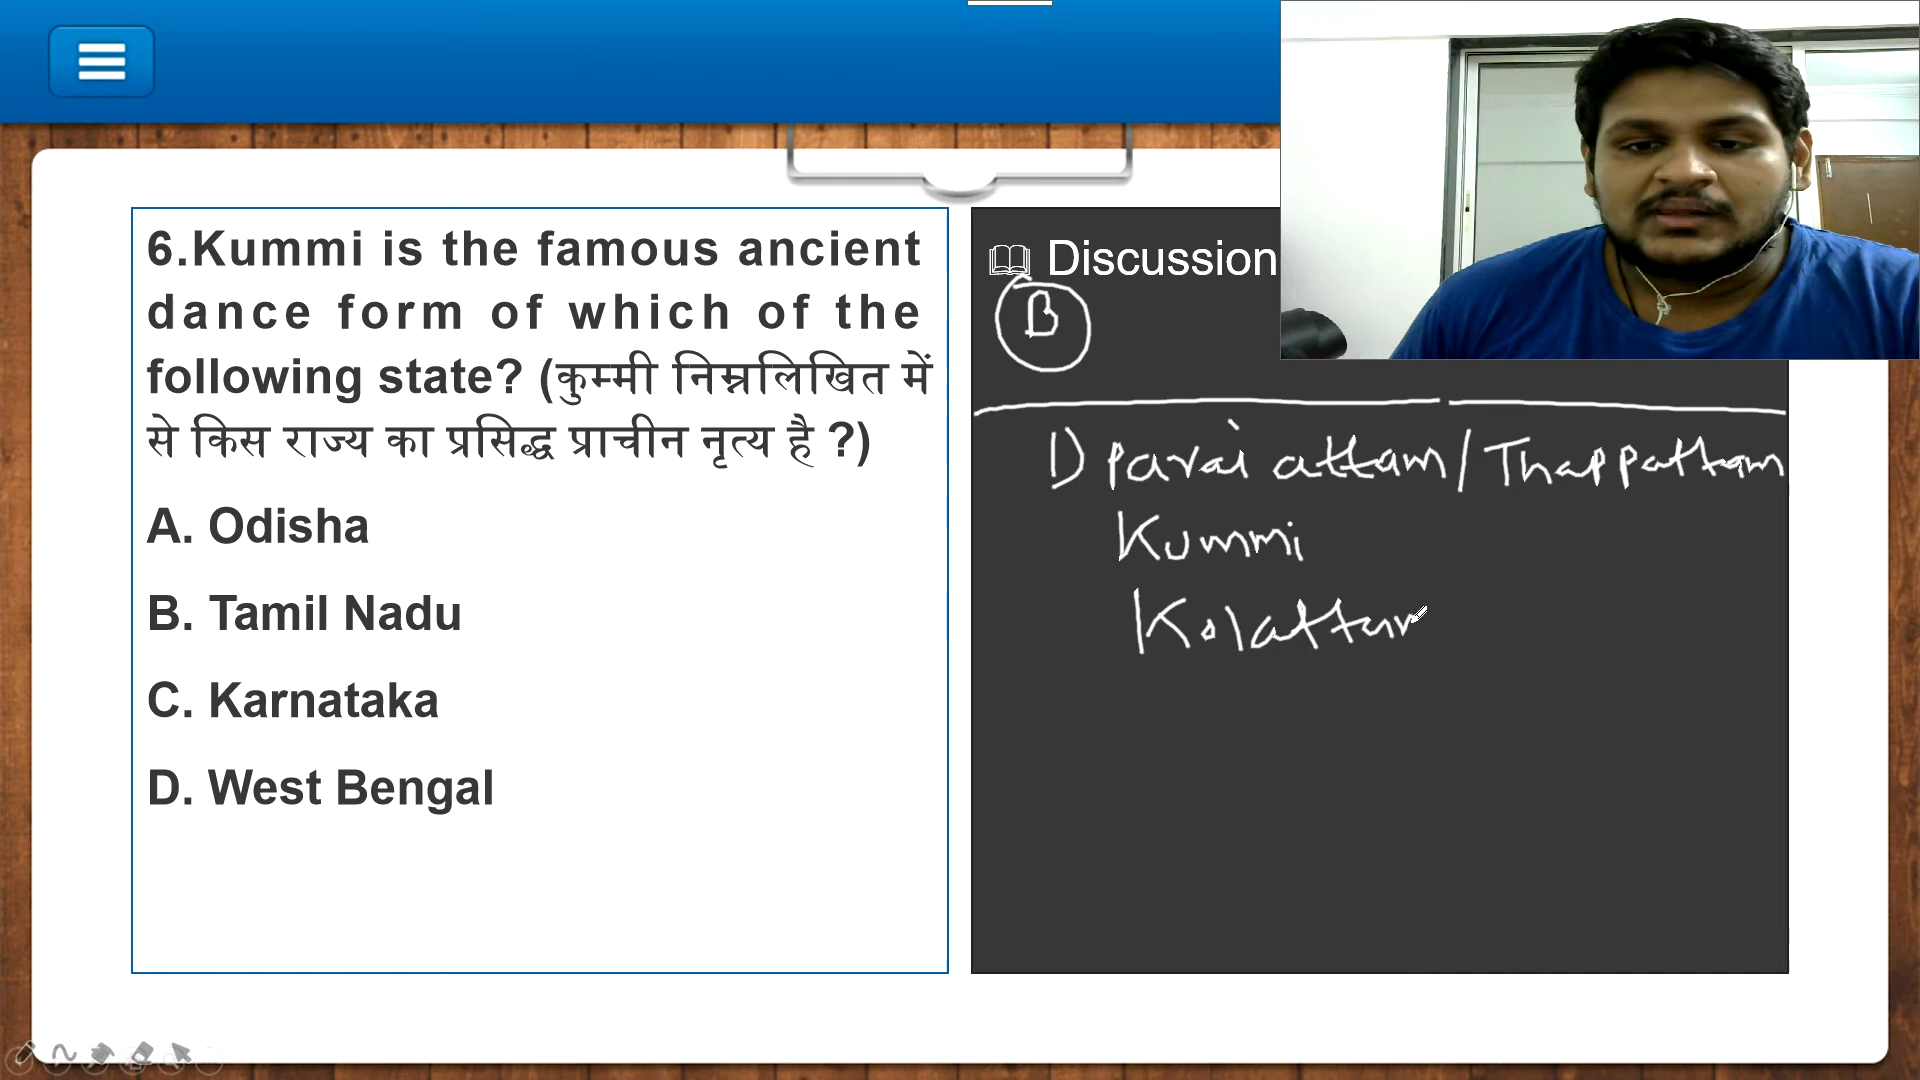 6.Kummi is the famous ancient
dance form of which of the
following state? (कुम्मी निम्नलिखित में
से किस राज्य का प्रसिद्ध प्राचीन नृत्य है ?)
A. Odisha
B. Tamil Nadu
C. Karnataka
D. West Bengal
Discussion
B
1) Parai attam / Thappattam
Kummi
Kolattam